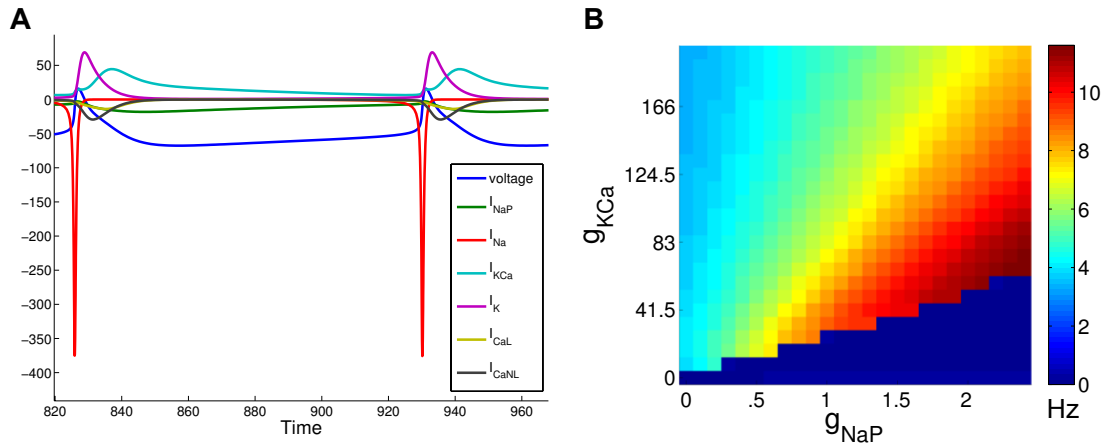 A
50
0
−50
−100
−150
−200
−250
−300
−350
−400
820
840
860
880
900
920
940
960
Time
voltage
I_NaP
I_Na
I_KCa
I_K
I_CaL
I_CaNL
B
g_KCa
166
124.5
83
41.5
0
0
.5
1
1.5
2
g_NaP
10
8
6
4
2
0
Hz